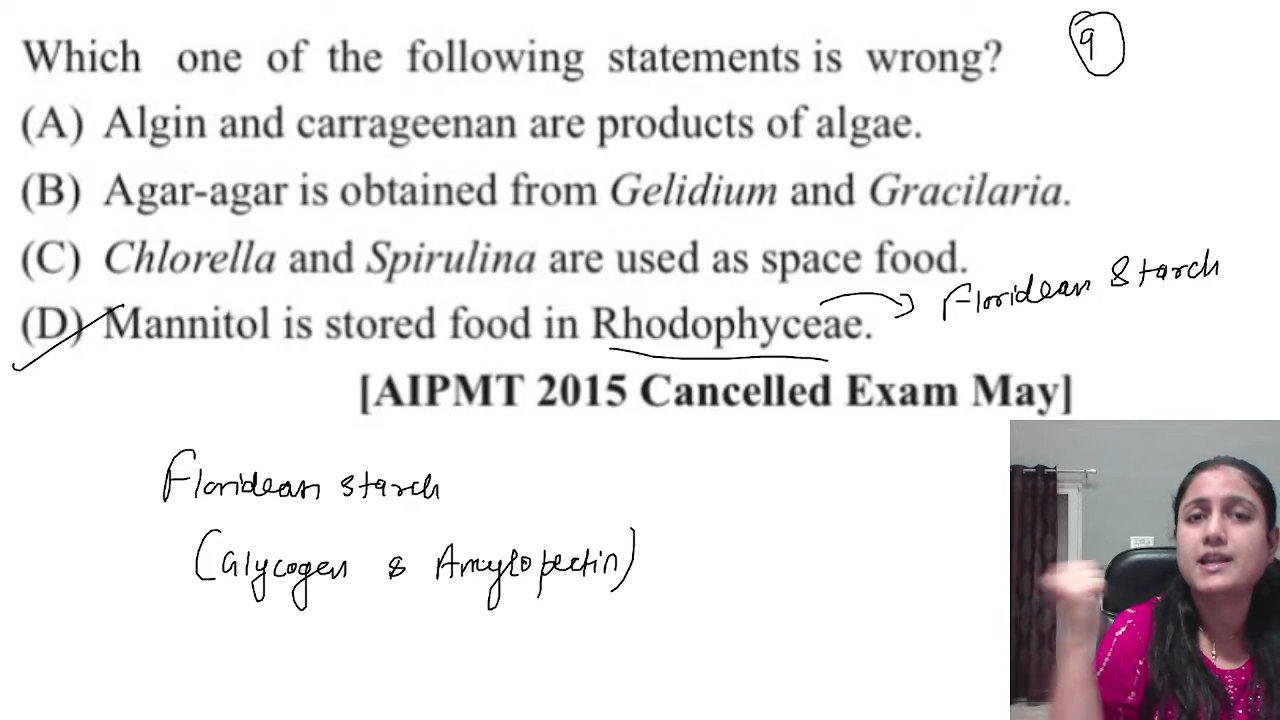 Which one of the following statements is wrong?
9
(A) Algin and carrageenan are products of algae.
(B) Agar-agar is obtained from Gelidium and Gracilaria.
(C) Chlorella and Spirulina are used as space food.
(D) Mannitol is stored food in Rhodophyceae.
Floridean Starch
[AIPMT 2015 Cancelled Exam May]
Floridean starch
(Glycogen & Amylopectin)